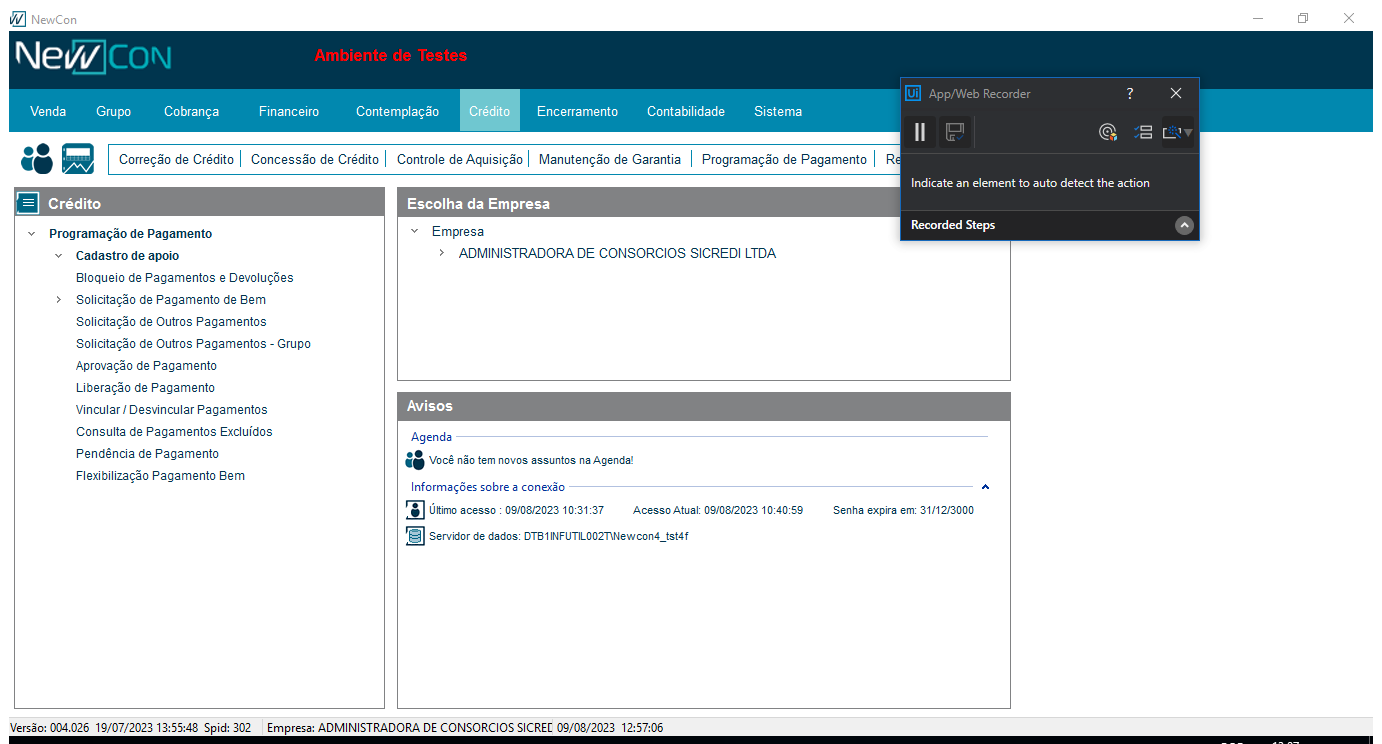 NewCon
NewCon
Ambiente de Testes
Venda Grupo Cobrança Financeiro Contemplação Crédito Encerramento Contabilidade Sistema
Correção de Crédito Concessão de Crédito Controle de Aquisição Manutenção de Garantia Programação de Pagamento Re
App/Web Recorder
Indicate an element to auto detect the action
Recorded Steps
Crédito
Programação de Pagamento
Cadastro de apoio
Bloqueio de Pagamentos e Devoluções
Solicitação de Pagamento de Bem
Solicitação de Outros Pagamentos
Solicitação de Outros Pagamentos - Grupo
Aprovação de Pagamento
Liberação de Pagamento
Vincular / Desvincular Pagamentos
Consulta de Pagamentos Excluídos
Pendência de Pagamento
Flexibilização Pagamento Bem
Escolha da Empresa
Empresa
ADMINISTRADORA DE CONSORCIOS SICREDI LTDA
Avisos
Agenda
Você não tem novos assuntos na Agenda!
Informações sobre a conexão
Último acesso : 09/08/2023 10:31:37 Acesso Atual: 09/08/2023 10:40:59 Senha expira em: 31/12/3000
Servidor de dados: DTB1INFUTIL002T\Newcon4_tst4f
Versão: 004.026 19/07/2023 13:55:48 Spid: 302 Empresa: ADMINISTRADORA DE CONSORCIOS SICRED 09/08/2023 12:57:06